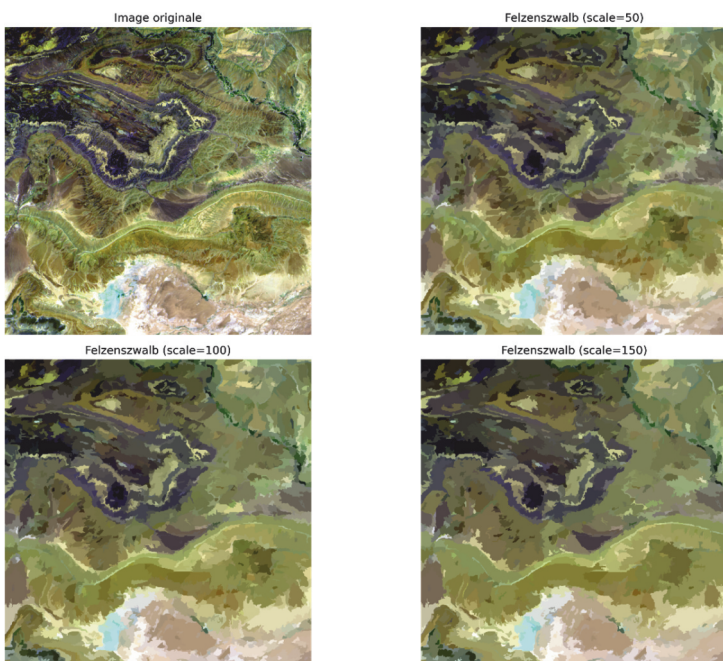 Image originale
Felzenszwalb (scale=50)
Felzenszwalb (scale=100)
Felzenszwalb (scale=150)